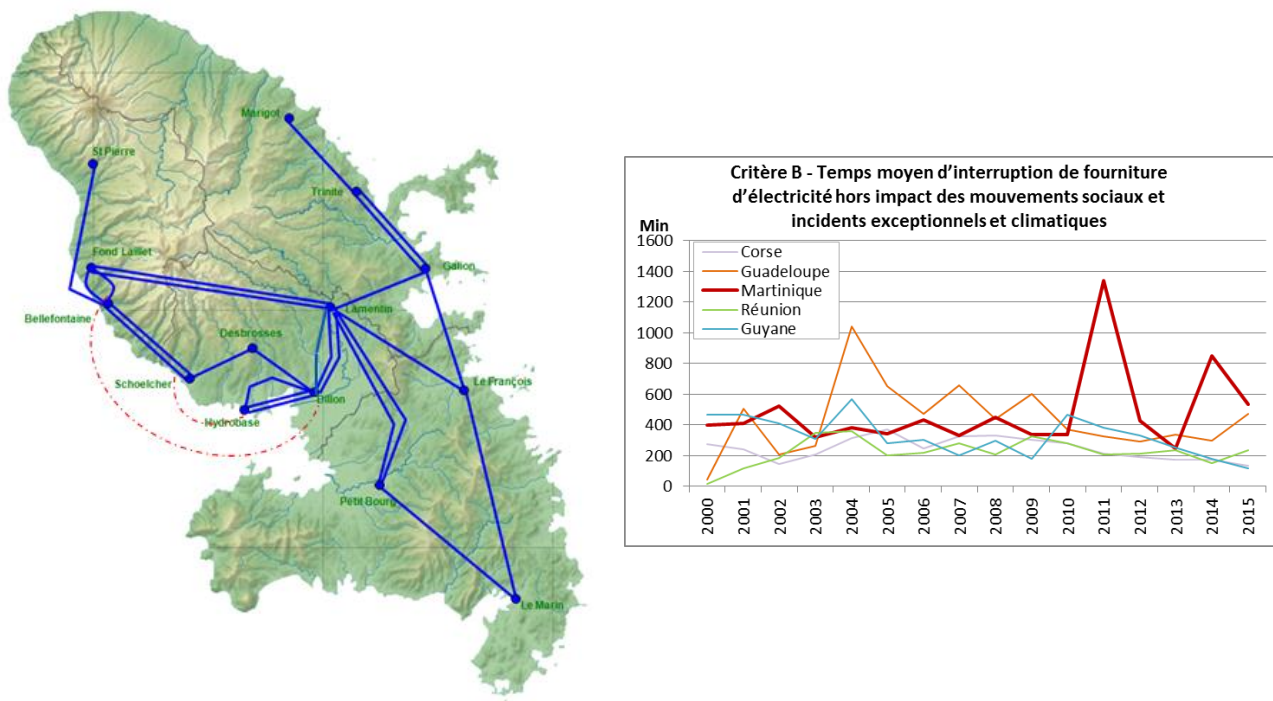 Marigot
St Pierre
Trinité
Fond Laillet
Galion
Bellefontaine
Lamentin
Desbrosses
Schoelcher
Le François
Dillon
Hydrobase
Petit Bourg
Le Marin
Critère B - Temps moyen d'interruption de fourniture
d'électricité hors impact des mouvements sociaux et
incidents exceptionnels et climatiques
Min
1600
1400
1200
1000
800
600
400
200
0
Corse
Guadeloupe
Martinique
Réunion
Guyane
2000
2001
2002
2003
2004
2005
2006
2007
2008
2009
2010
2011
2012
2013
2014
2015